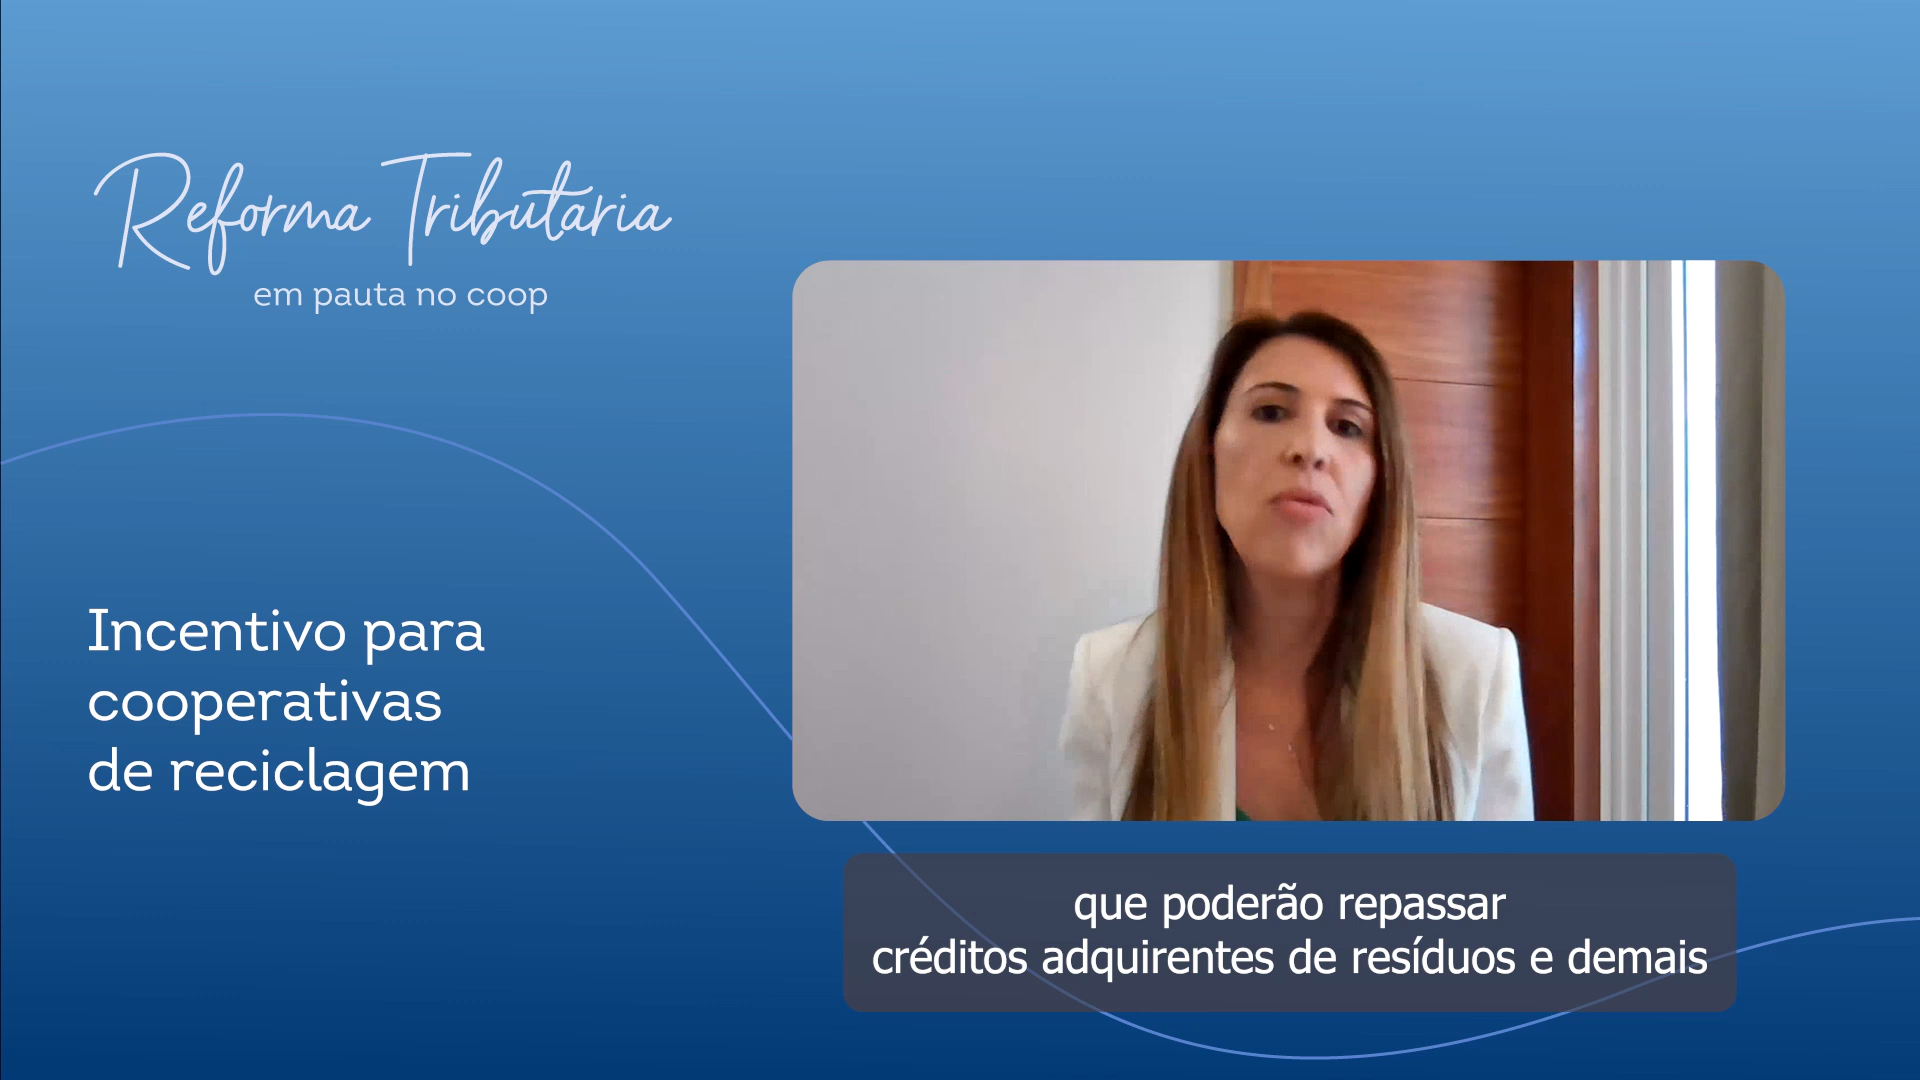 Reforma Tributária
em pauta no coop
Incentivo para
cooperativas
de reciclagem
que poderão repassar
créditos adquirentes de resíduos e demais